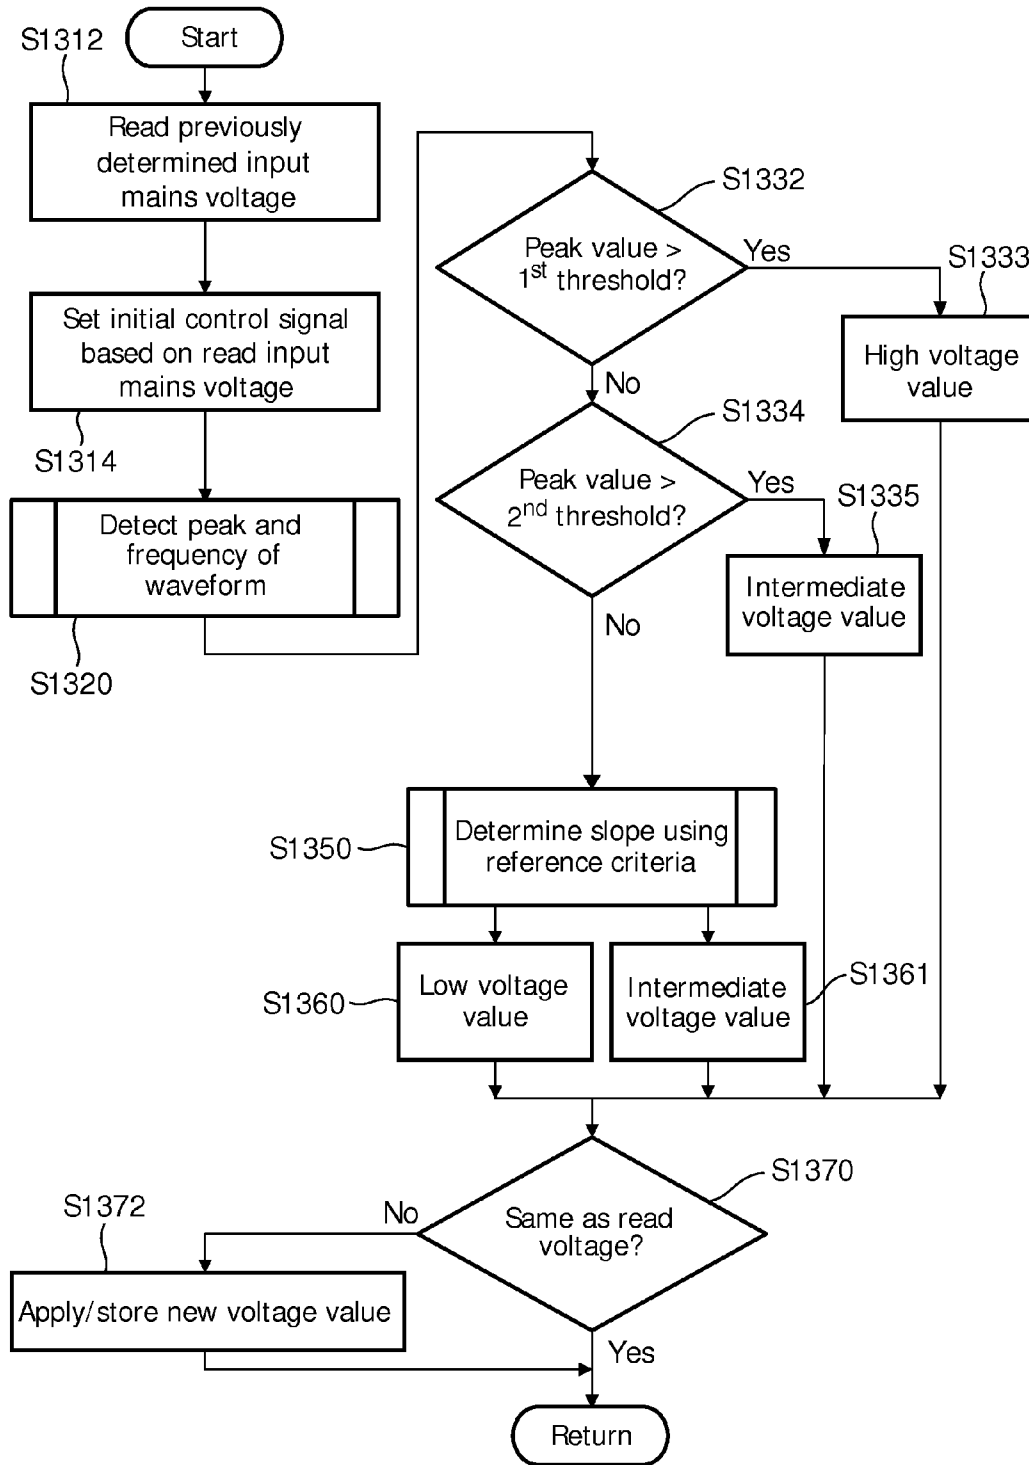 Start
S1312
Read previously
determined input
mains voltage
Set initial control signal
based on read input
mains voltage
S1314
Detect peak and
frequency of
waveform
S1320
S1332
Peak value >
1st threshold?
Yes
No
S1333
High voltage
value
S1334
Peak value >
2nd threshold?
Yes
No
S1335
Intermediate
voltage value
S1350
Determine slope using
reference criteria
S1360
Low voltage
value
Intermediate
voltage value
S1361
S1370
Same as read
voltage?
No
Yes
S1372
Apply/store new voltage value
Return